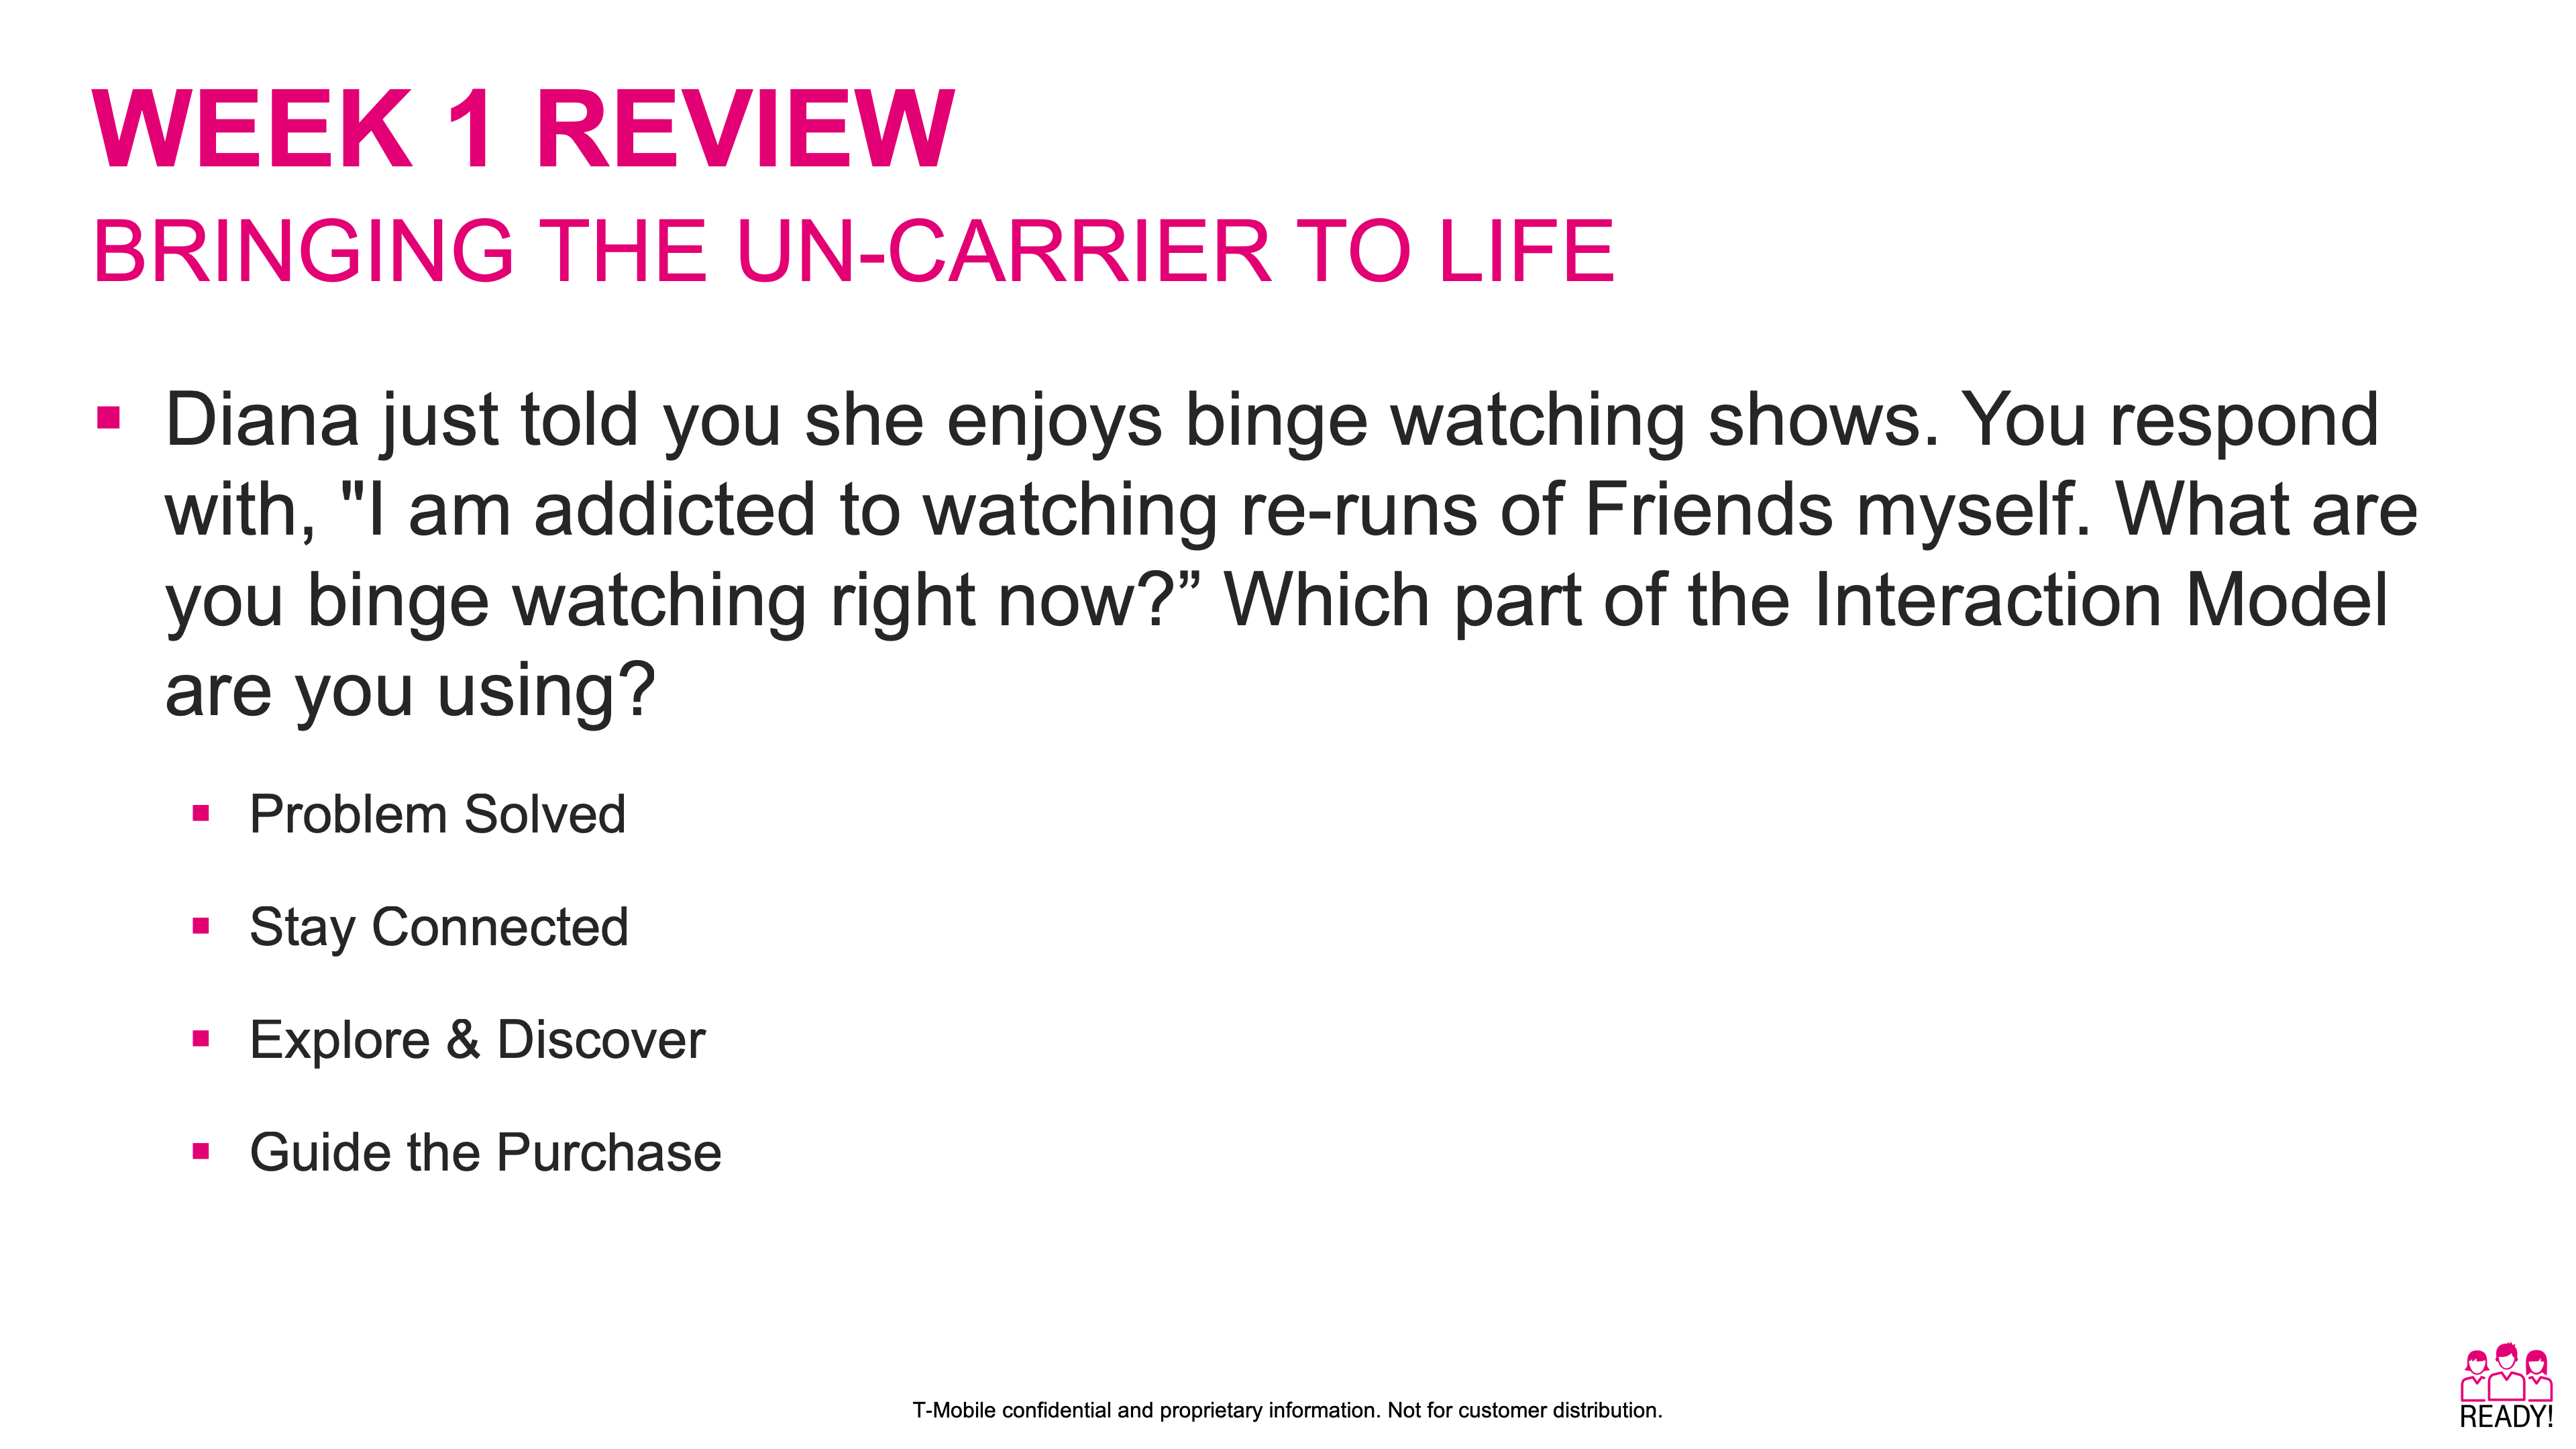 WEEK 1 REVIEW
BRINGING THE UN-CARRIER TO LIFE
▪ Diana just told you she enjoys binge watching shows. You respond
with, "I am addicted to watching re-runs of Friends myself. What are
you binge watching right now?” Which part of the Interaction Model
are you using?
▪ Problem Solved
▪ Stay Connected
▪ Explore & Discover
▪ Guide the Purchase
T-Mobile confidential and proprietary information. Not for customer distribution.
READY!